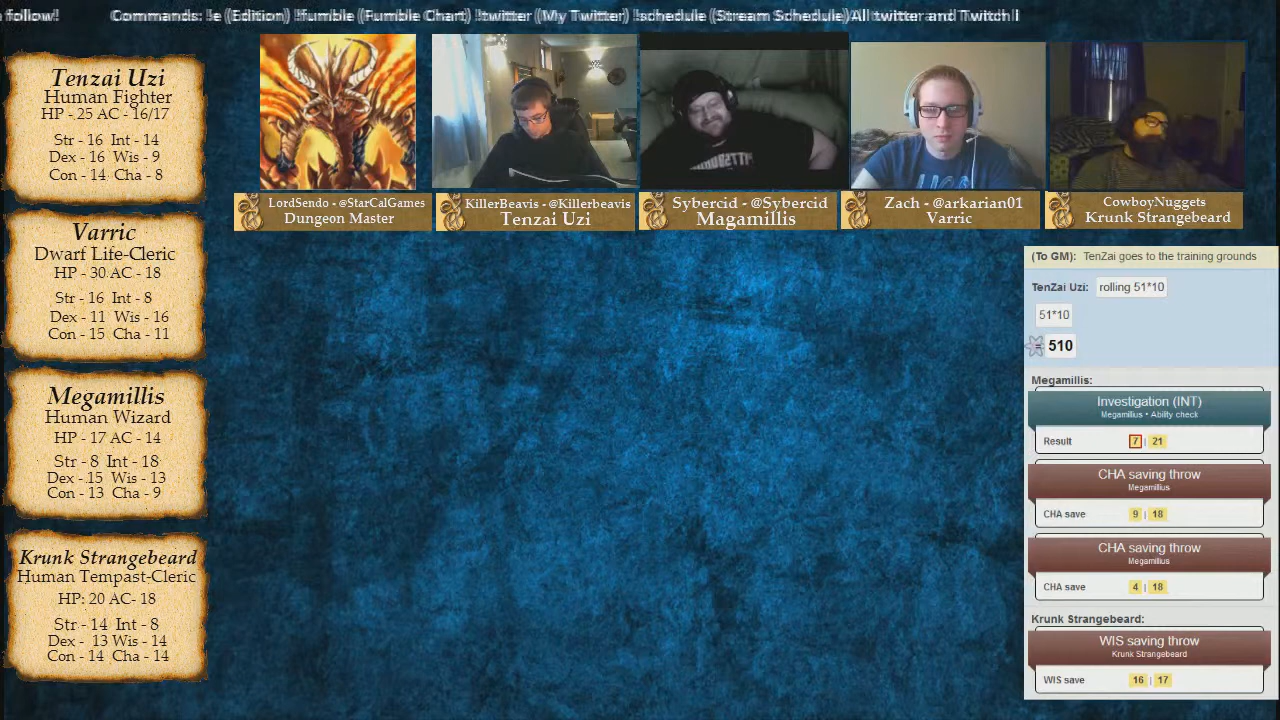 follow!
Commands: !e ((Edition) !fumble (Fumble Chart) !twitter (My Twitter) !schedule (Stream Schedule)All twitter and Twitch l
Tenzai Uzi
Human Fighter
HP - 25 AC - 16/17
Str - 16 Int - 14
Dex - 16 Wis - 9
Con - 14 Cha - 8
Varric
Dwarf Life-Cleric
HP - 30 AC - 18
Str - 16 Int - 8
Dex - 11 Wis - 16
Con - 15 Cha - 11
Megamillis
Human Wizard
HP - 17 AC - 14
Str - 8 Int - 18
Dex - 15 Wis - 13
Con - 13 Cha - 9
Krunk Strangebeard
Human Tempast-Cleric
HP: 20 AC- 18
Str - 14 Int - 8
Dex - 13 Wis - 14
Con - 14 Cha - 14
LordSendo - @StarCalGames
Dungeon Master
KillerBeavis - @Killerbeavis
Tenzai Uzi
Sybercid - @Sybercid
Magamillis
Zach - @arkarian01
Varric
CowboyNuggets
Krunk Strangebeard
(To GM): TenZai goes to the training grounds
TenZai Uzi: rolling 51*10
51*10
= 510
Megamillis:
Investigation (INT)
Megamillius • Ability check
Result 7 | 21
CHA saving throw
Megamillius
CHA save 9 | 18
CHA saving throw
Megamillius
CHA save 4 | 18
Krunk Strangebeard:
WIS saving throw
Krunk Strangebeard
WIS save 16 | 17